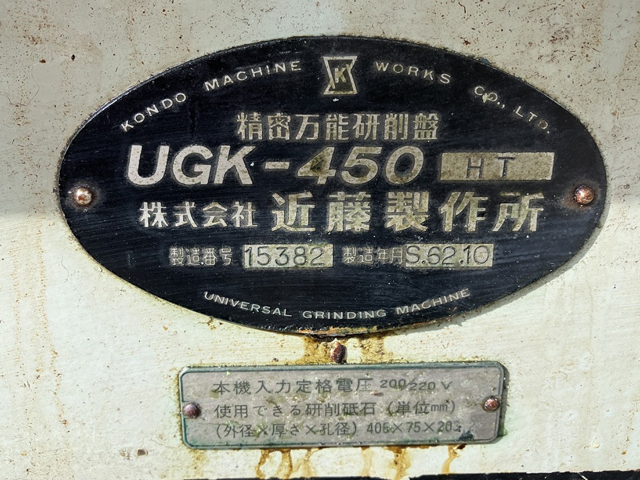 KONDO MACHINE K WORKS CO., LTD.
精密万能研削盤
UGK-450 HT
株式会社 近藤製作所
製造番号 15382 製造年月 S.62.10
UNIVERSAL GRINDING MACHINE
本機入力定格電圧 200 220 V
使用できる研削砥石 (単位mm)
(外径×厚さ×孔径) 405×75×203